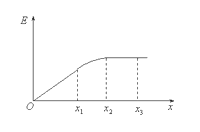 E
O x₁ x₂ x₃ x